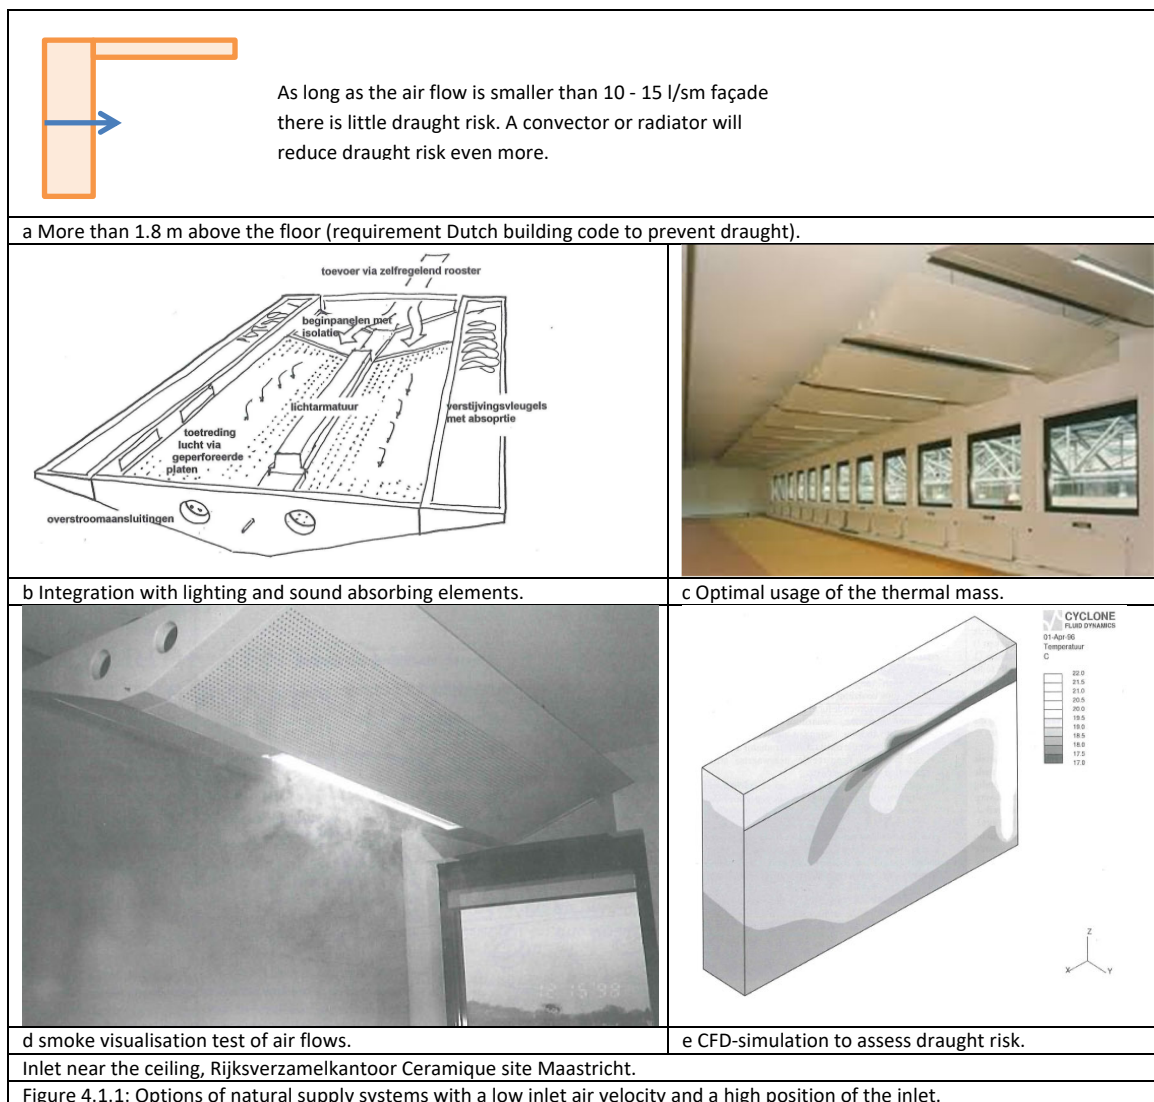 As long as the air flow is smaller than 10 - 15 l/sm façade
there is little draught risk. A convector or radiator will
reduce draught risk even more.
a More than 1.8 m above the floor (requirement Dutch building code to prevent draught).
toevoer via zelfregelend rooster
beginpanelen met
isolatie
lichtarmatuur
verstijvingsvleugels
met absoprtie
toetreding
lucht via
geperforeerde
platen
overstroomaansluitingen
b Integration with lighting and sound absorbing elements.
c Optimal usage of the thermal mass.
CYCLONE
FLUID DYNAMICS
01-Apr-96
Temperatuur
C
22.0
21.5
21.0
20.5
20.0
19.5
19.0
18.5
18.0
17.5
17.0
Z
X
Y
d smoke visualisation test of air flows.
e CFD-simulation to assess draught risk.
Inlet near the ceiling, Rijksverzamelkantoor Ceramique site Maastricht.
Figure 4.1.1: Options of natural supply systems with a low inlet air velocity and a high position of the inlet.